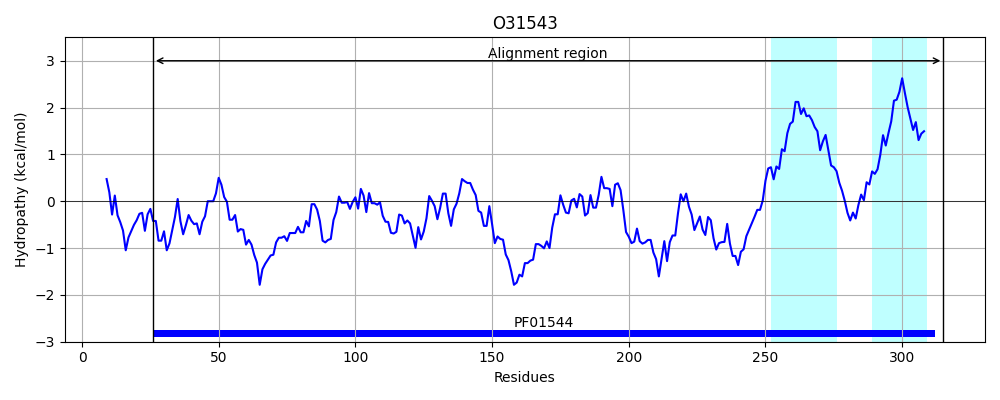 O31543
Alignment region
3
2
1
0
−1
−2
−3
Hydropathy (kcal/mol)
PF01544
0
50
100
150
200
250
300
Residues